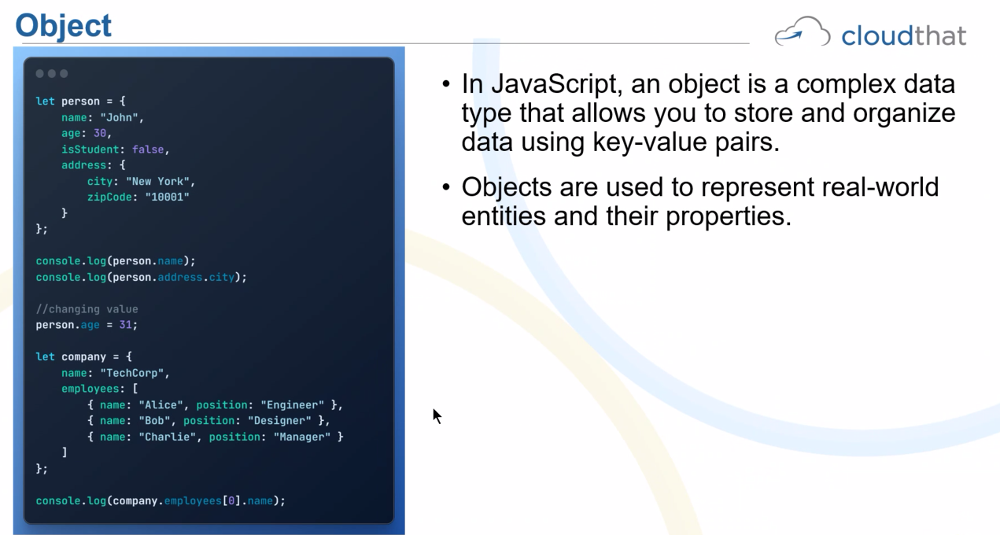 Object
cloudthat
let person = {
    name: "John",
    age: 30,
    isStudent: false,
    address: {
        city: "New York",
        zipCode: "10001"
    }
};
console.log(person.name);
console.log(person.address.city);
//changing value
person.age = 31;
let company = {
    name: "TechCorp",
    employees: [
        { name: "Alice", position: "Engineer" },
        { name: "Bob", position: "Designer" },
        { name: "Charlie", position: "Manager" }
    ]
};
console.log(company.employees[0].name);
• In JavaScript, an object is a complex data
type that allows you to store and organize
data using key-value pairs.
• Objects are used to represent real-world
entities and their properties.